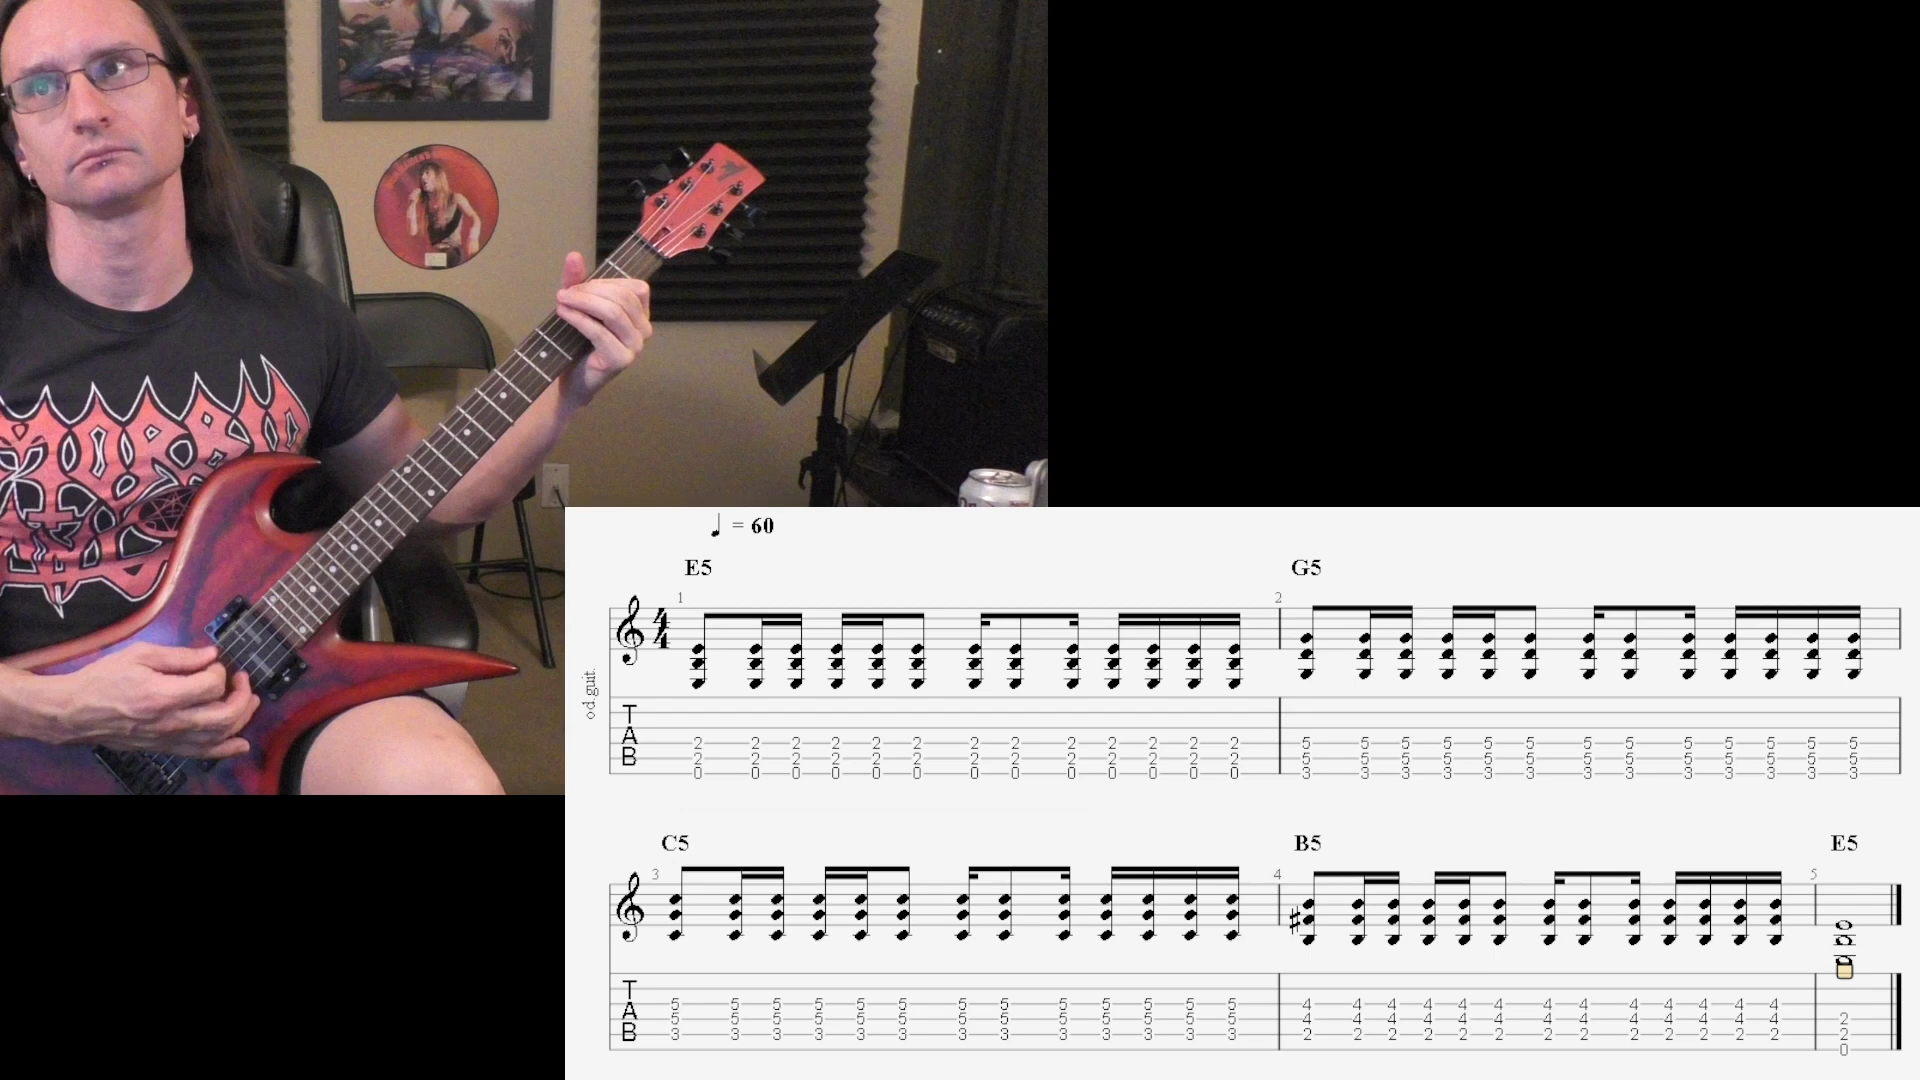 ♩ = 60
E5 G5
1 2
4
4
od.guit.
T
A 2 2 2 2 2 2 2 2 2 2 2 2 2 5 5 5 5 5 5 5 5 5 5 5 5 5
B 2 2 2 2 2 2 2 2 2 2 2 2 2 5 5 5 5 5 5 5 5 5 5 5 5 5
0 0 0 0 0 0 0 0 0 0 0 0 0 3 3 3 3 3 3 3 3 3 3 3 3 3
C5 B5 E5
3 4 5
T
A 5 5 5 5 5 5 5 5 5 5 5 5 5 4 4 4 4 4 4 4 4 4 4 4 4 4
5 5 5 5 5 5 5 5 5 5 5 5 5 4 4 4 4 4 4 4 4 4 4 4 4 4 2
B 3 3 3 3 3 3 3 3 3 3 3 3 3 2 2 2 2 2 2 2 2 2 2 2 2 2 2
0